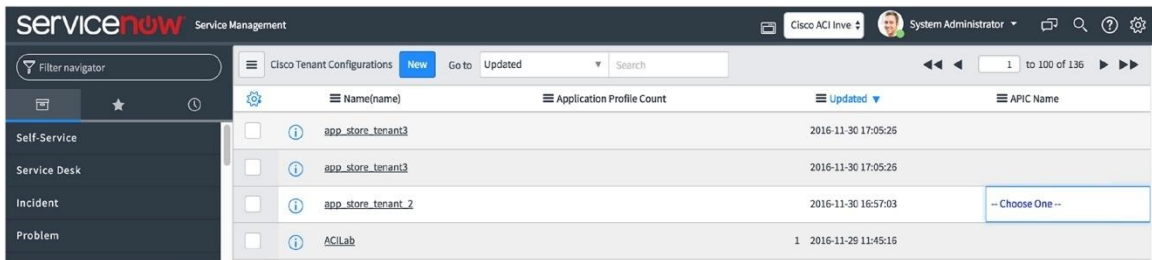 servicenow Service Management Cisco ACI Inve System Administrator
Filter navigator
Cisco Tenant Configurations New Go to Updated Search 1 to 100 of 136
Name(name) Application Profile Count Updated APIC Name
Self-Service
app_store_tenant3 2016-11-30 17:05:26
Service Desk
app_store_tenant3 2016-11-30 17:05:26
Incident
app_store_tenant_2 2016-11-30 16:57:03 -- Choose One --
Problem
ACILab 1 2016-11-29 11:45:16